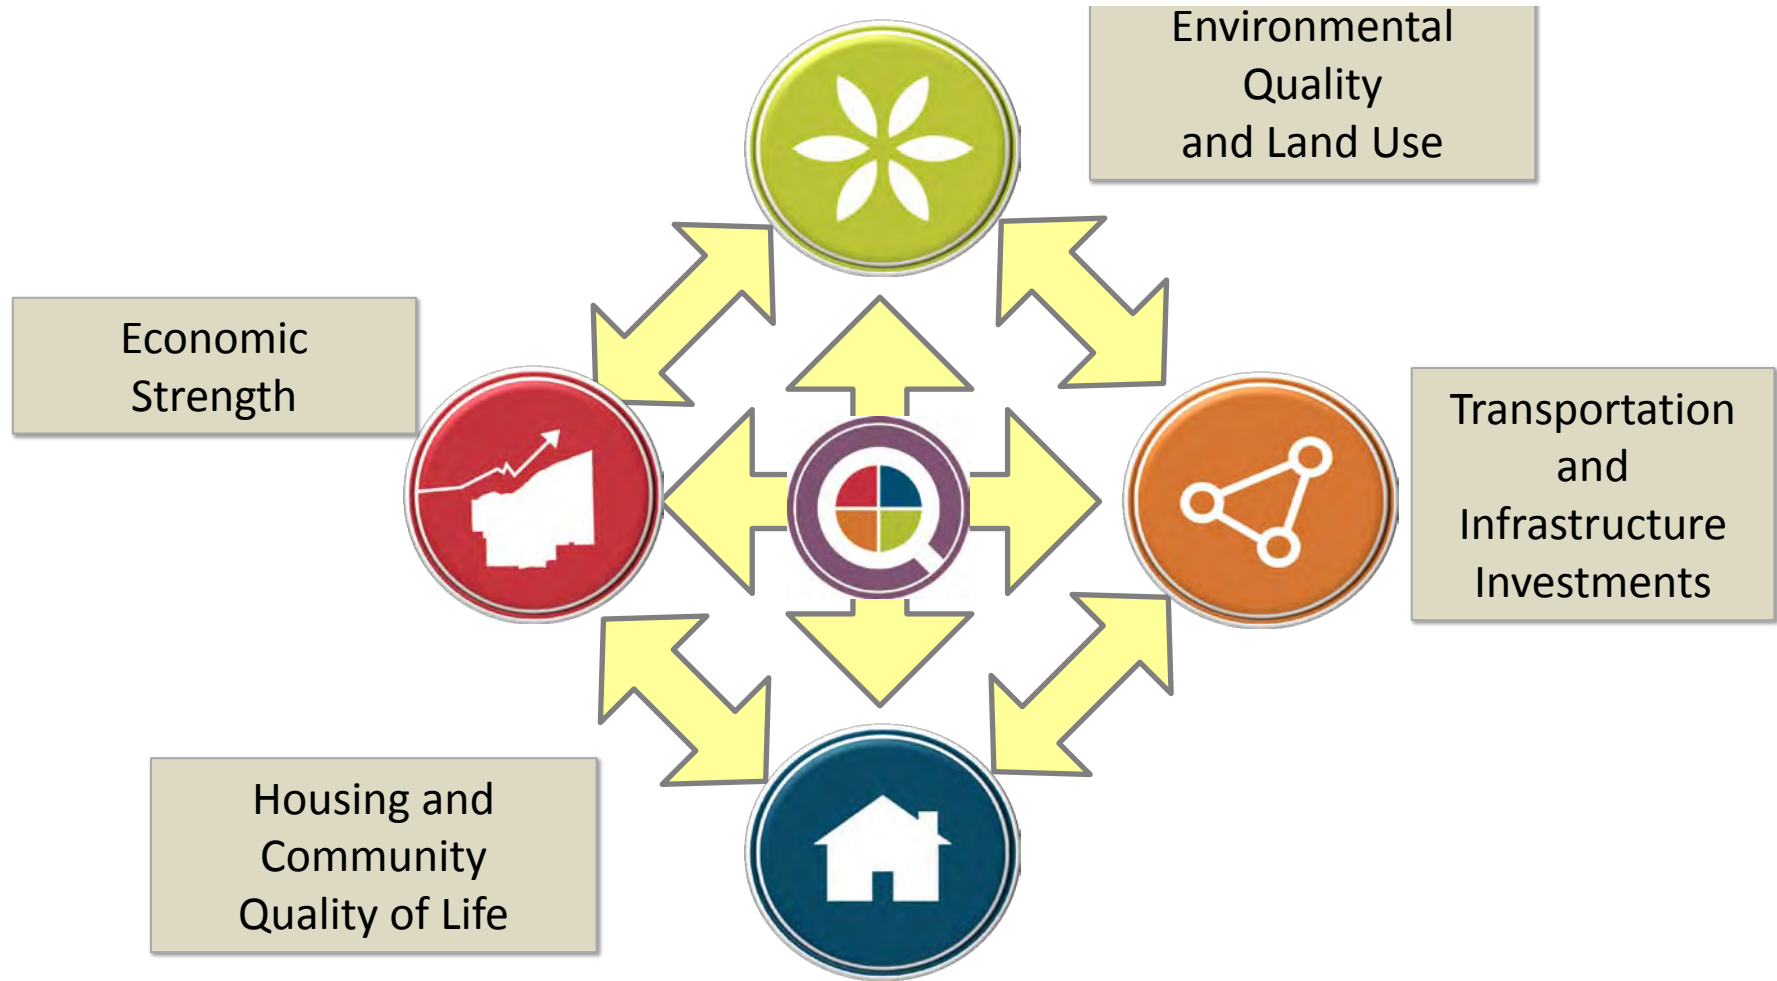 Environmental
Quality
and Land Use
Economic
Strength
Transportation
and
Infrastructure
Investments
Housing and
Community
Quality of Life